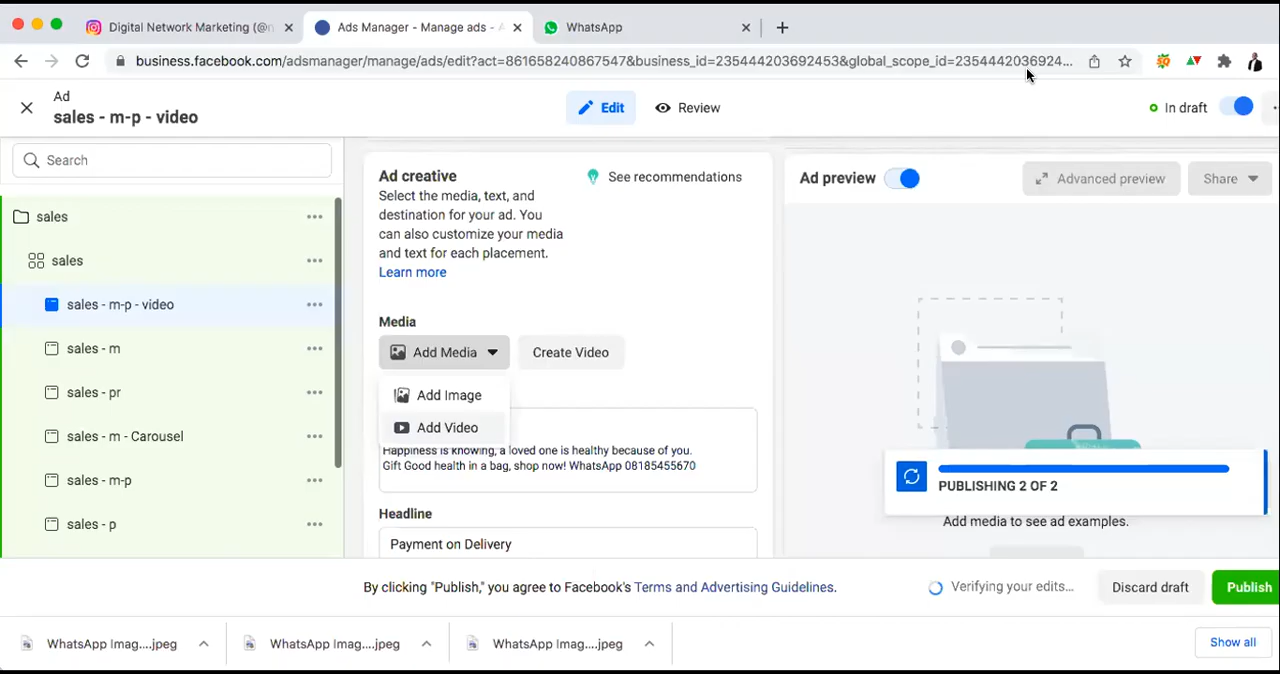 Digital Network Marketing (@n
Ads Manager - Manage ads - A
WhatsApp
business.facebook.com/adsmanager/manage/ads/edit?act=861658240867547&business_id=235444203692453&global_scope_id=2354442036924...
Ad
sales - m-p - video
Edit
Review
In draft
Search
sales
sales
sales - m-p - video
sales - m
sales - pr
sales - m - Carousel
sales - m-p
sales - p
Ad creative
See recommendations
Select the media, text, and
destination for your ad. You
can also customize your media
and text for each placement.
Learn more
Media
Add Media
Create Video
Add Image
Add Video
Happiness is knowing, a loved one is healthy because of you.
Gift Good health in a bag, shop now! WhatsApp 08185455670
Headline
Payment on Delivery
Ad preview
Advanced preview
Share
PUBLISHING 2 OF 2
Add media to see ad examples.
By clicking "Publish," you agree to Facebook's Terms and Advertising Guidelines.
Verifying your edits...
Discard draft
Publish
WhatsApp Imag....jpeg
WhatsApp Imag....jpeg
WhatsApp Imag....jpeg
Show all